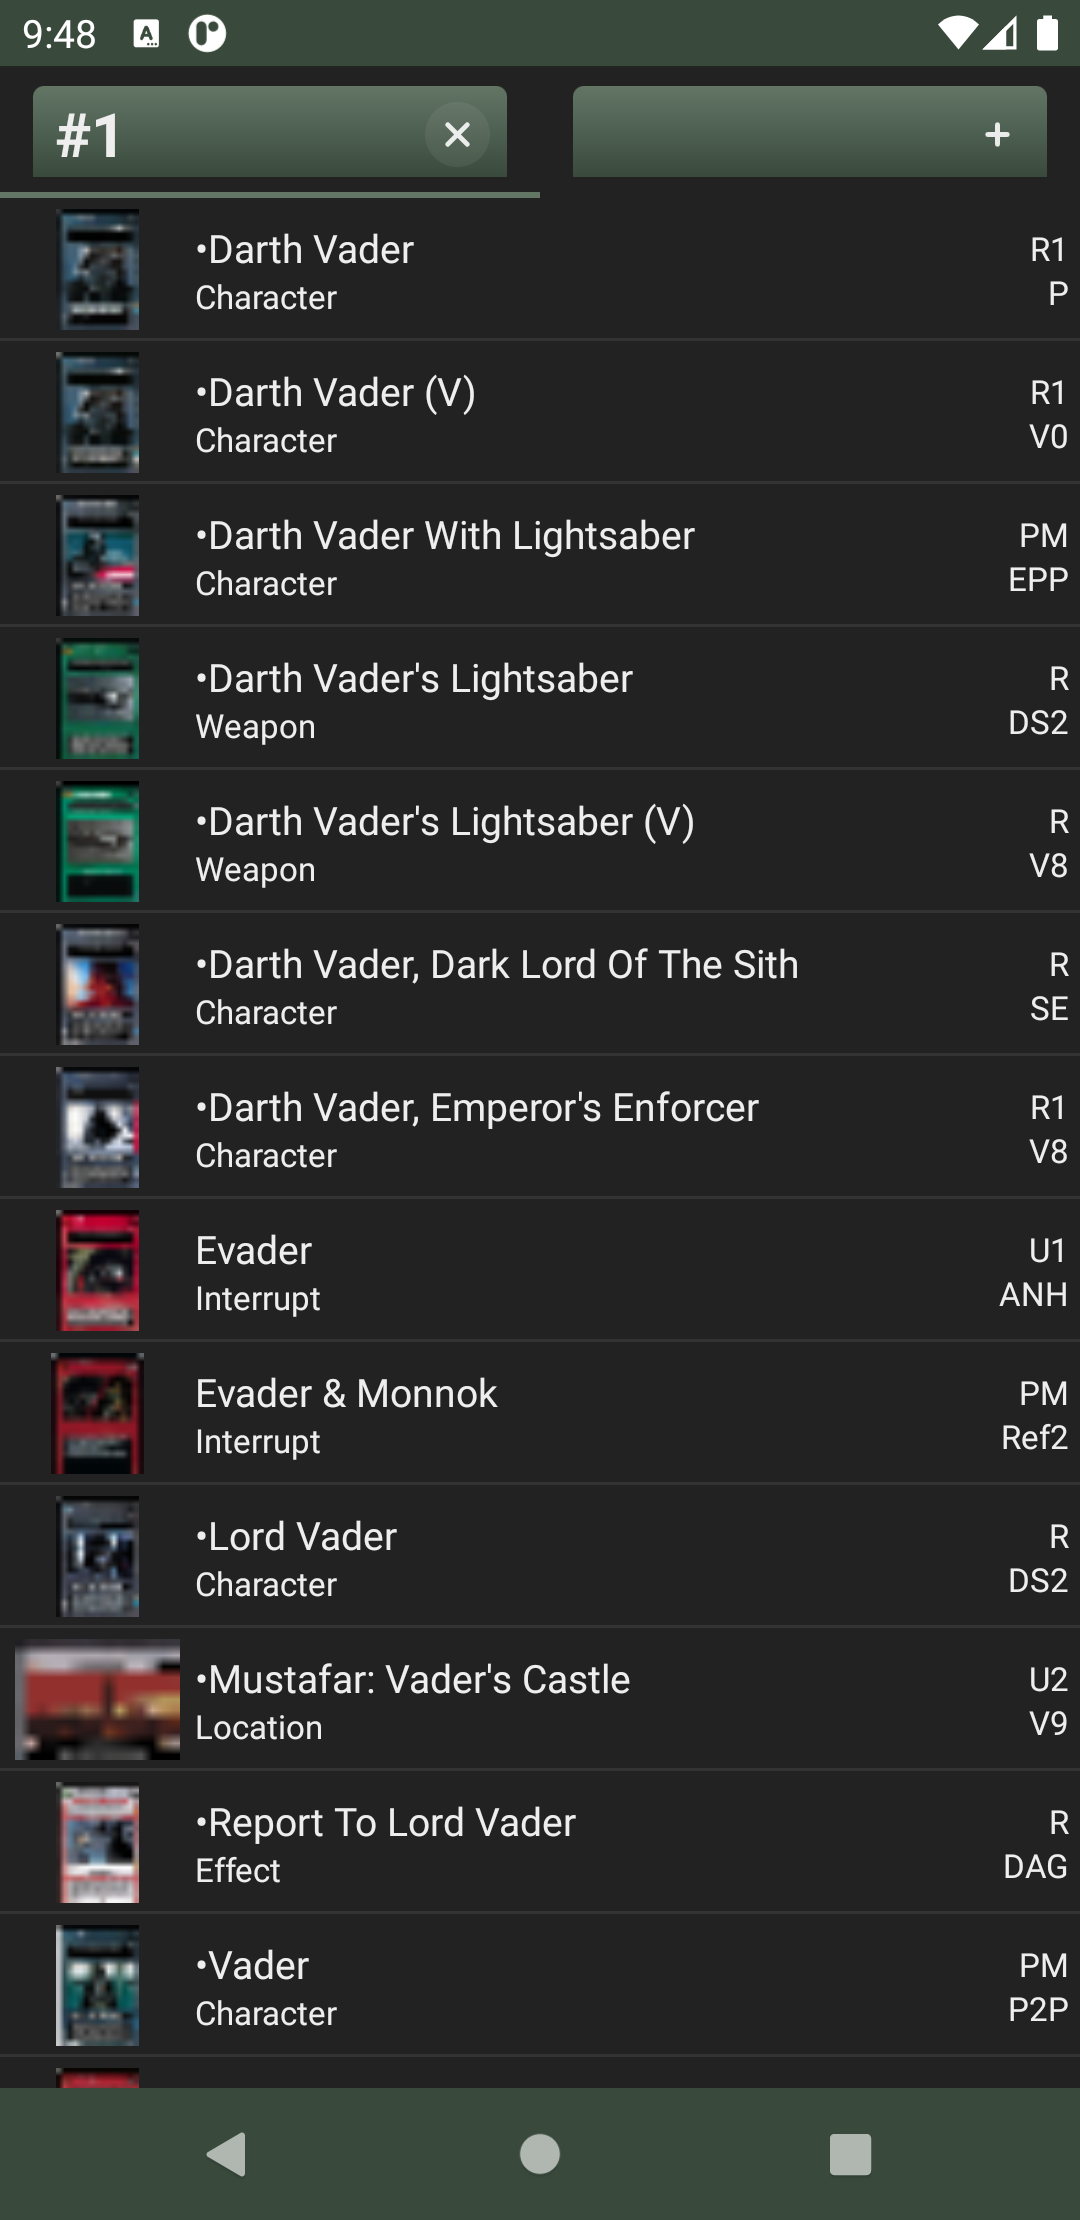 9:48
#1
•Darth Vader
R1
Character
P
•Darth Vader (V)
R1
Character
V0
•Darth Vader With Lightsaber
PM
Character
EPP
•Darth Vader's Lightsaber
R
Weapon
DS2
•Darth Vader's Lightsaber (V)
R
Weapon
V8
•Darth Vader, Dark Lord Of The Sith
R
Character
SE
•Darth Vader, Emperor's Enforcer
R1
Character
V8
Evader
U1
Interrupt
ANH
Evader & Monnok
PM
Interrupt
Ref2
•Lord Vader
R
Character
DS2
•Mustafar: Vader's Castle
U2
Location
V9
•Report To Lord Vader
R
Effect
DAG
•Vader
PM
Character
P2P